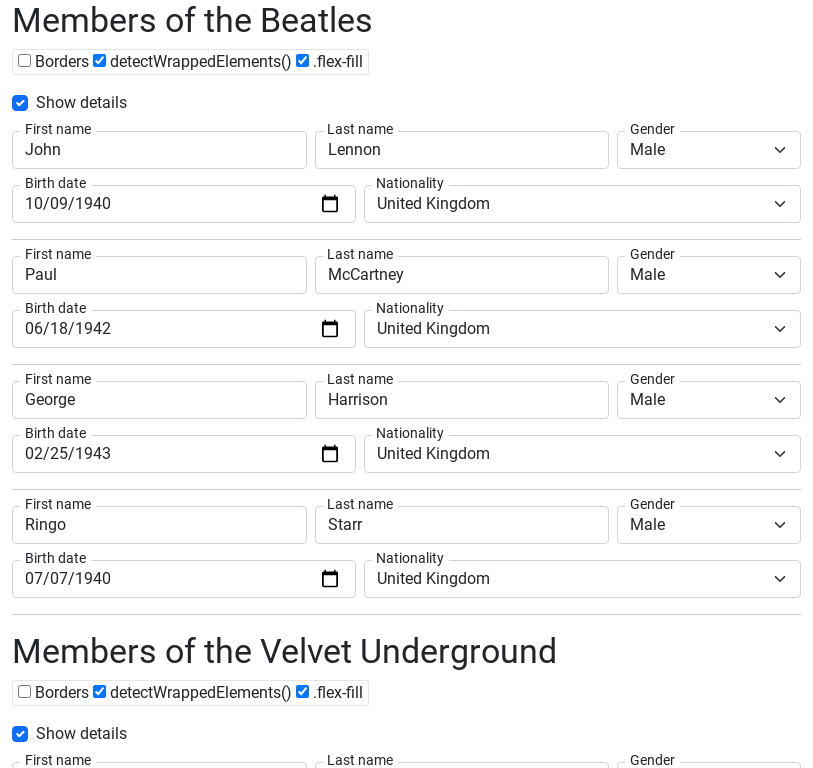 Members of the Beatles
Borders detectWrappedElements() .flex-fill
Show details
First name Last name Gender
John Lennon Male
Birth date Nationality
10/09/1940 United Kingdom
First name Last name Gender
Paul McCartney Male
Birth date Nationality
06/18/1942 United Kingdom
First name Last name Gender
George Harrison Male
Birth date Nationality
02/25/1943 United Kingdom
First name Last name Gender
Ringo Starr Male
Birth date Nationality
07/07/1940 United Kingdom
Members of the Velvet Underground
Borders detectWrappedElements() .flex-fill
Show details
First name Last name Gender